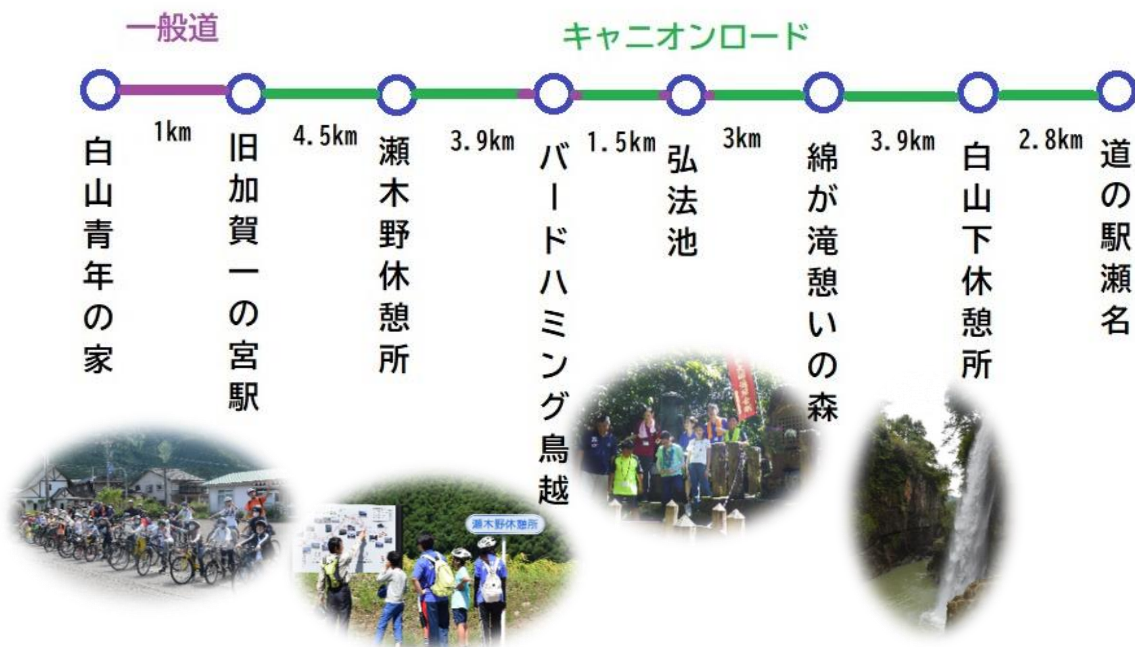 一般道
キャニオンロード
1km
4.5km
3.9km
1.5km
3km
3.9km
2.8km
白山青年の家
旧加賀一の宮駅
瀬木野休憩所
バードハミング鳥越
弘法池
綿が滝憩いの森
白山下休憩所
道の駅瀬名
瀬木野休憩所